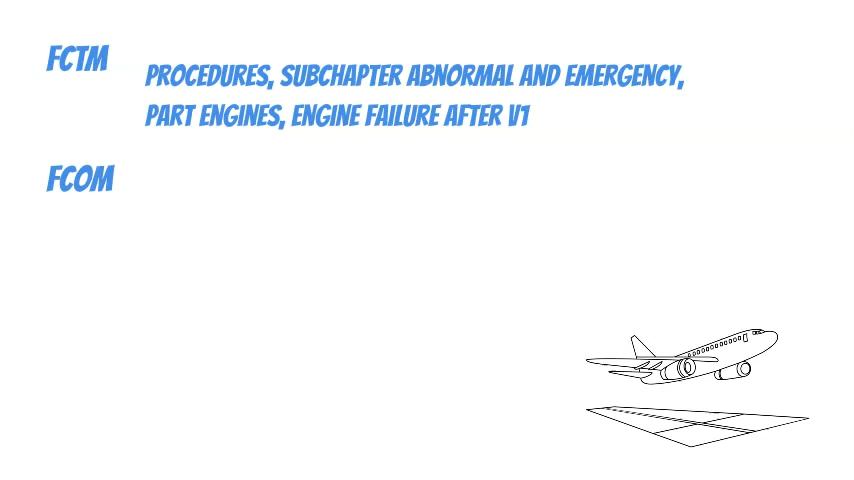 FCTM
PROCEDURES, SUBCHAPTER ABNORMAL AND EMERGENCY,
PART ENGINES, ENGINE FAILURE AFTER V1
FCOM